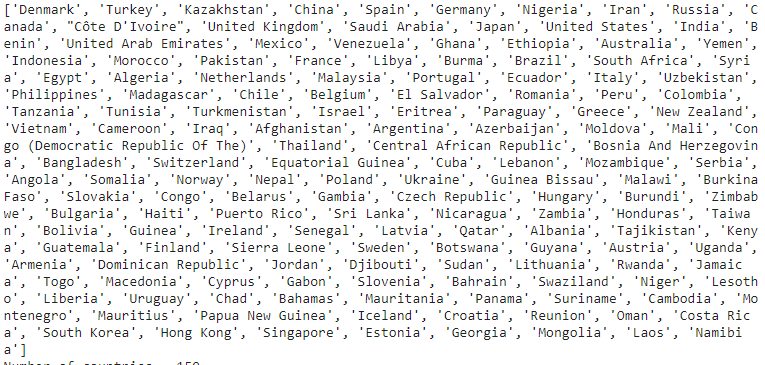 ['Denmark', 'Turkey', 'Kazakhstan', 'China', 'Spain', 'Germany', 'Nigeria', 'Iran', 'Russia', 'C
anada', "Côte D'Ivoire", 'United Kingdom', 'Saudi Arabia', 'Japan', 'United States', 'India', 'B
enin', 'United Arab Emirates', 'Mexico', 'Venezuela', 'Ghana', 'Ethiopia', 'Australia', 'Yemen',
'Indonesia', 'Morocco', 'Pakistan', 'France', 'Libya', 'Burma', 'Brazil', 'South Africa', 'Syri
a', 'Egypt', 'Algeria', 'Netherlands', 'Malaysia', 'Portugal', 'Ecuador', 'Italy', 'Uzbekistan',
'Philippines', 'Madagascar', 'Chile', 'Belgium', 'El Salvador', 'Romania', 'Peru', 'Colombia',
'Tanzania', 'Tunisia', 'Turkmenistan', 'Israel', 'Eritrea', 'Paraguay', 'Greece', 'New Zealand',
'Vietnam', 'Cameroon', 'Iraq', 'Afghanistan', 'Argentina', 'Azerbaijan', 'Moldova', 'Mali', 'Con
go (Democratic Republic Of The)', 'Thailand', 'Central African Republic', 'Bosnia And Herzegovin
a', 'Bangladesh', 'Switzerland', 'Equatorial Guinea', 'Cuba', 'Lebanon', 'Mozambique', 'Serbia',
'Angola', 'Somalia', 'Norway', 'Nepal', 'Poland', 'Ukraine', 'Guinea Bissau', 'Malawi', 'Burkina
Faso', 'Slovakia', 'Congo', 'Belarus', 'Gambia', 'Czech Republic', 'Hungary', 'Burundi', 'Zimbab
we', 'Bulgaria', 'Haiti', 'Puerto Rico', 'Sri Lanka', 'Nicaragua', 'Zambia', 'Honduras', 'Taiwa
n', 'Bolivia', 'Guinea', 'Ireland', 'Senegal', 'Latvia', 'Qatar', 'Albania', 'Tajikistan', 'Keny
a', 'Guatemala', 'Finland', 'Sierra Leone', 'Sweden', 'Botswana', 'Guyana', 'Austria', 'Uganda',
'Armenia', 'Dominican Republic', 'Jordan', 'Djibouti', 'Sudan', 'Lithuania', 'Rwanda', 'Jamaic
a', 'Togo', 'Macedonia', 'Cyprus', 'Gabon', 'Slovenia', 'Bahrain', 'Swaziland', 'Niger', 'Lesoth
o', 'Liberia', 'Uruguay', 'Chad', 'Bahamas', 'Mauritania', 'Panama', 'Suriname', 'Cambodia', 'Mo
ntenegro', 'Mauritius', 'Papua New Guinea', 'Iceland', 'Croatia', 'Reunion', 'Oman', 'Costa Ric
a', 'South Korea', 'Hong Kong', 'Singapore', 'Estonia', 'Georgia', 'Mongolia', 'Laos', 'Namibi
a']